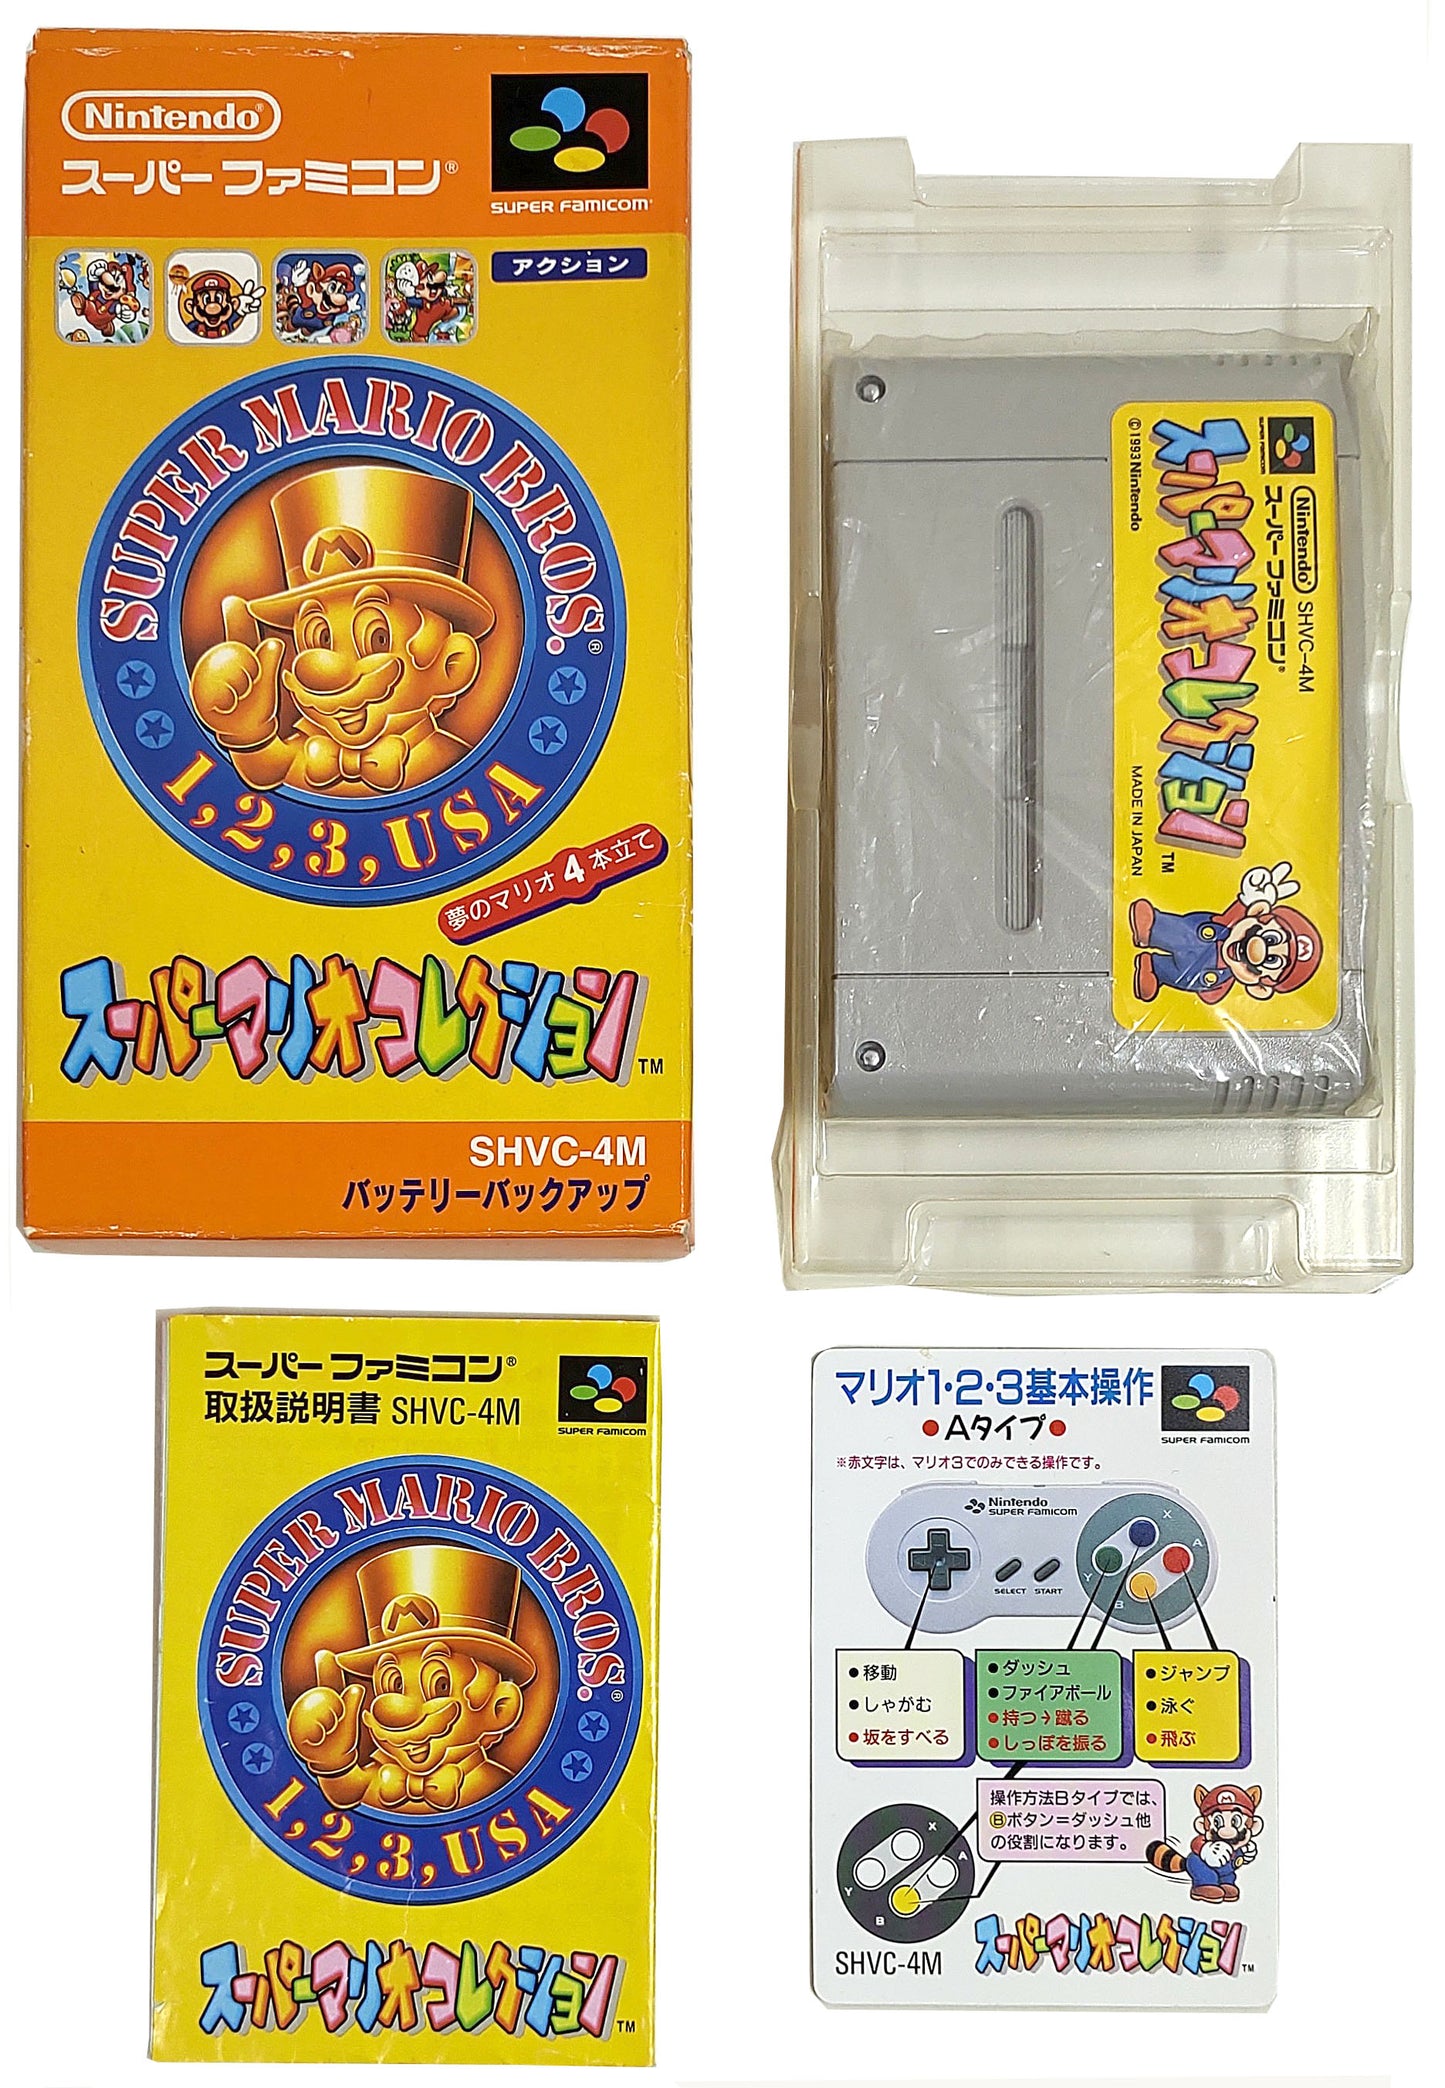 Nintendo®
スーパーファミコン®
SUPER FAMICOM
アクション
SUPER MARIO BROS.®
1, 2, 3, USA
夢のマリオ4本立て
スーパーマリオコレクション™
SHVC-4M
バッテリーバックアップ
SUPER FAMICOM
Nintendo® SHVC-4M
スーパーファミコン®
スーパーマリオコレクション™
©1993 Nintendo
MADE IN JAPAN
スーパーファミコン®
取扱説明書 SHVC-4M
SUPER FAMICOM
SUPER MARIO BROS.®
1, 2, 3, USA
スーパーマリオコレクション™
マリオ1・2・3基本操作
●Aタイプ●
SUPER FAMICOM
※赤文字は、マリオ3でのみできる操作です。
Nintendo
SUPER FAMICOM
X
A
Y
B
SELECT START
●移動
●しゃがむ
●坂をすべる
●ダッシュ
●ファイアボール
●持つ→蹴る
●しっぽを振る
●ジャンプ
●泳ぐ
●飛ぶ
操作方法Bタイプでは、
Ⓑボタン=ダッシュ他
の役割になります。
X
A
Y
B
SHVC-4M
スーパーマリオコレクション™